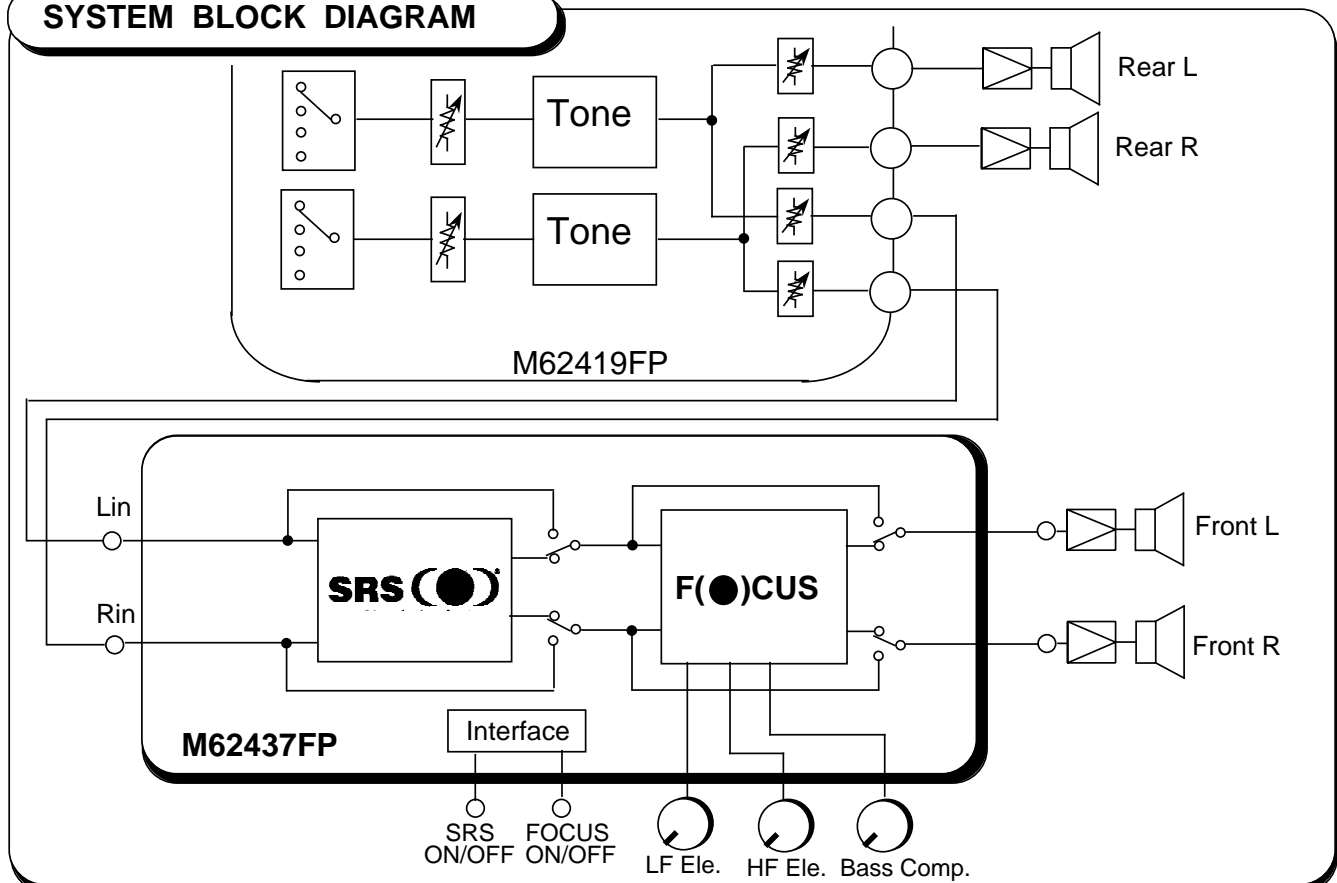 SYSTEM BLOCK DIAGRAM
Rear L
Tone
Rear R
Tone
M62419FP
Lin
Front L
SRS
F(●)CUS
Rin
Front R
Interface
M62437FP
SRS
ON/OFF
FOCUS
ON/OFF
LF Ele.
HF Ele.
Bass Comp.